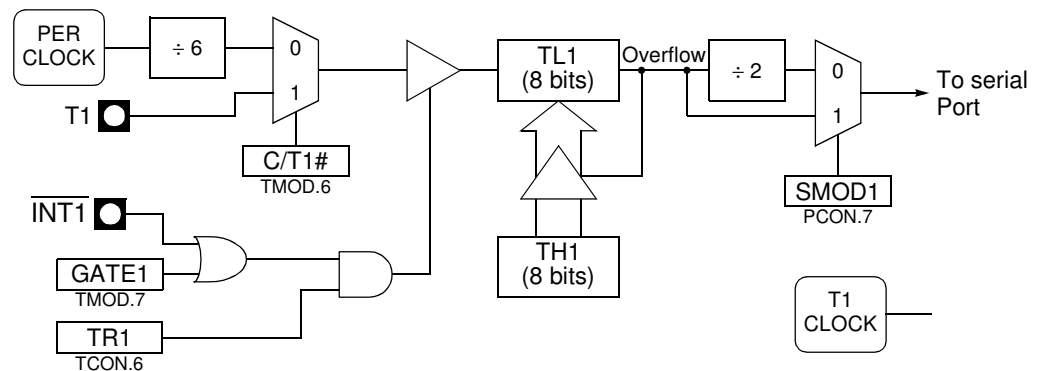 PER
CLOCK
÷ 6
0
1
T1
C/T1#
TMOD.6
TL1
(8 bits)
Overflow
÷ 2
0
1
To serial
Port
SMOD1
PCON.7
INT1
GATE1
TMOD.7
TR1
TCON.6
TH1
(8 bits)
T1
CLOCK